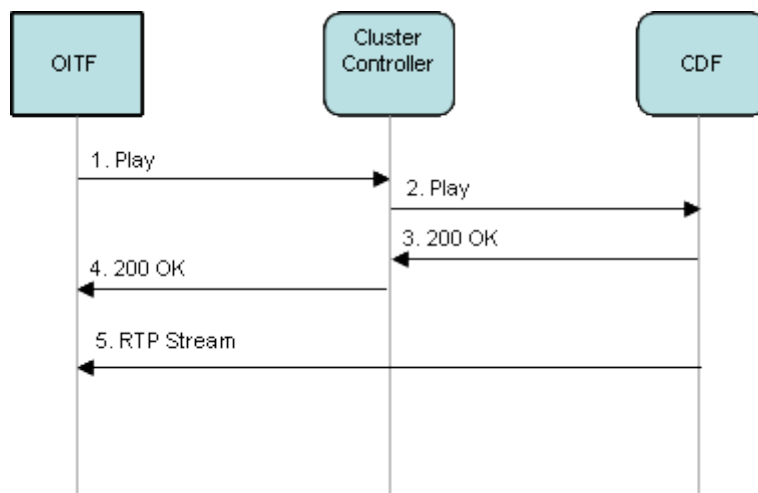 OITF
Cluster
Controller
CDF
1. Play
2. Play
3. 200 OK
4. 200 OK
5. RTP Stream